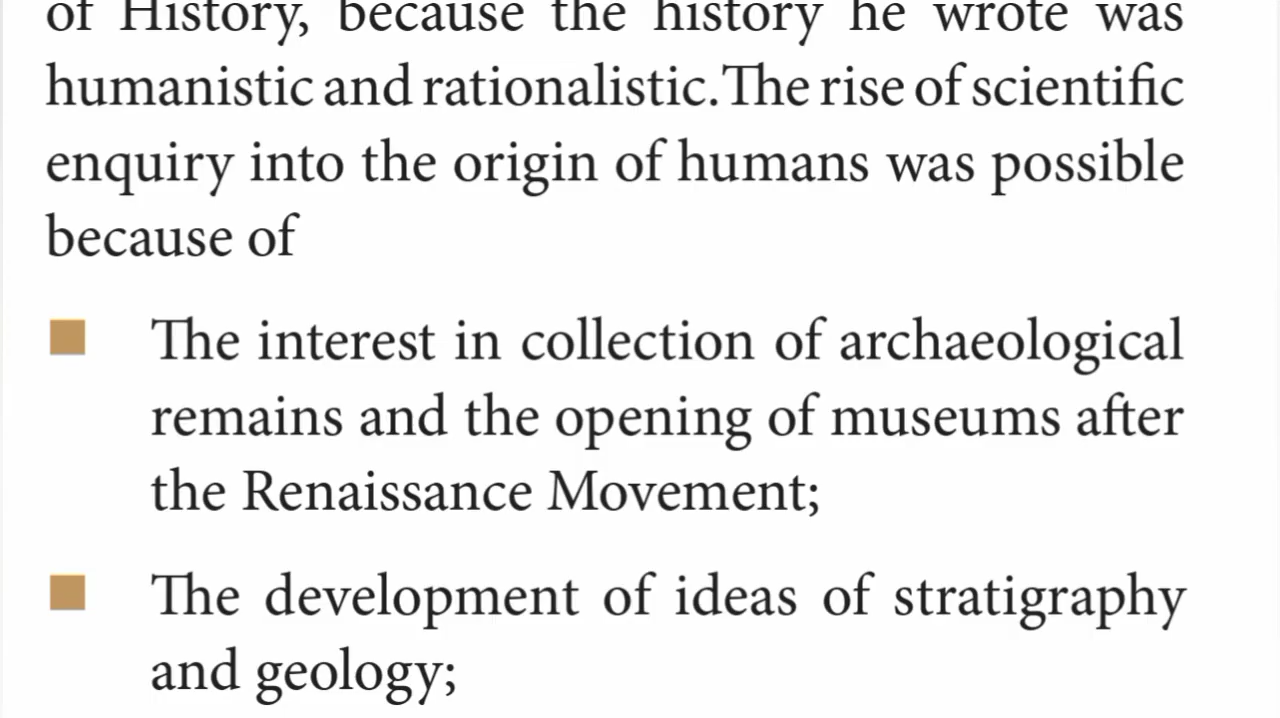 of History, because the history he wrote was
humanistic and rationalistic.The rise of scientific
enquiry into the origin of humans was possible
because of
The interest in collection of archaeological
remains and the opening of museums after
the Renaissance Movement;
The development of ideas of stratigraphy
and geology;